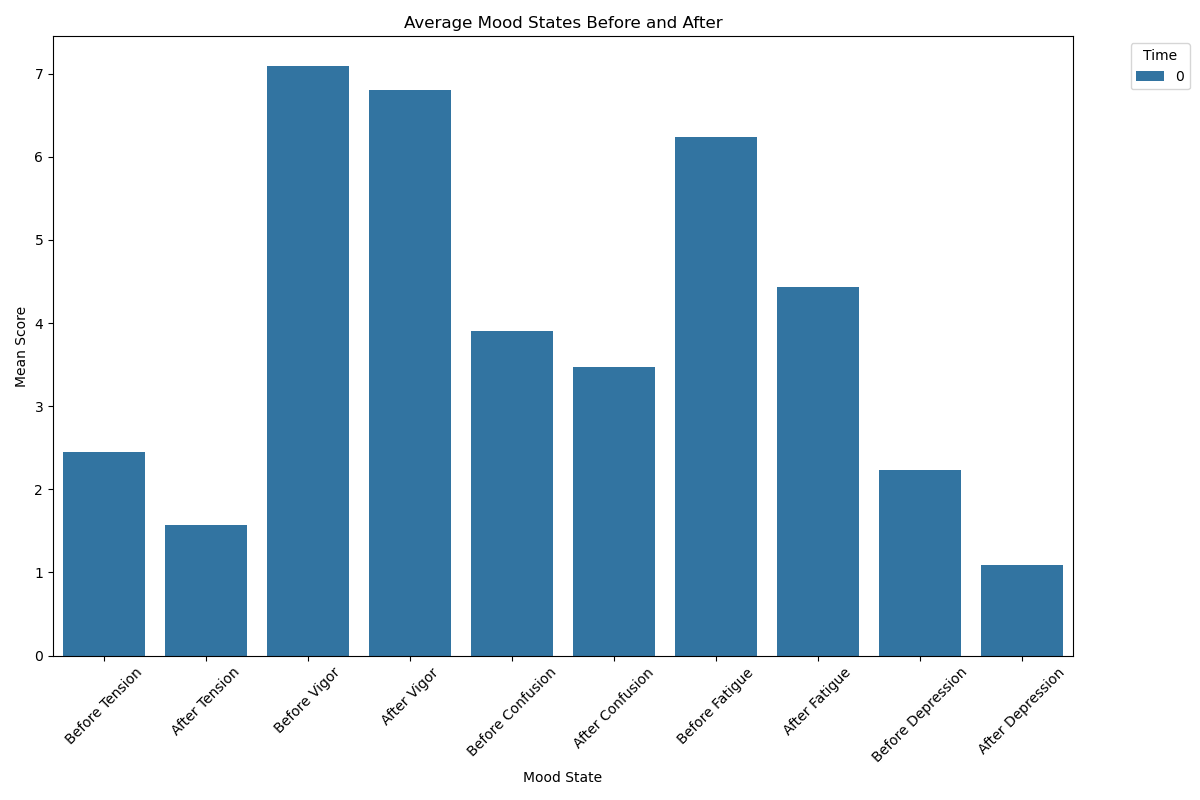 Average Mood States Before and After
Time
0
Mean Score
7
6
5
4
3
2
1
0
Before Tension
After Tension
Before Vigor
After Vigor
Before Confusion
After Confusion
Before Fatigue
After Fatigue
Before Depression
After Depression
Mood State